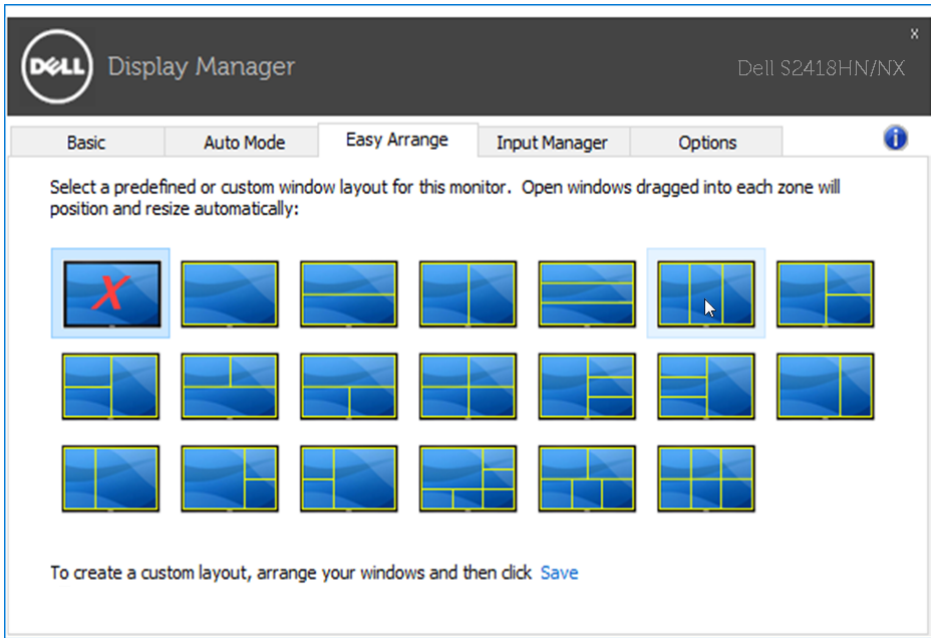 X
DELL
Display Manager
Dell S2418HN/NX
Basic
Auto Mode
Easy Arrange
Input Manager
Options
i
Select a predefined or custom window layout for this monitor. Open windows dragged into each zone will
position and resize automatically:
X
To create a custom layout, arrange your windows and then click Save